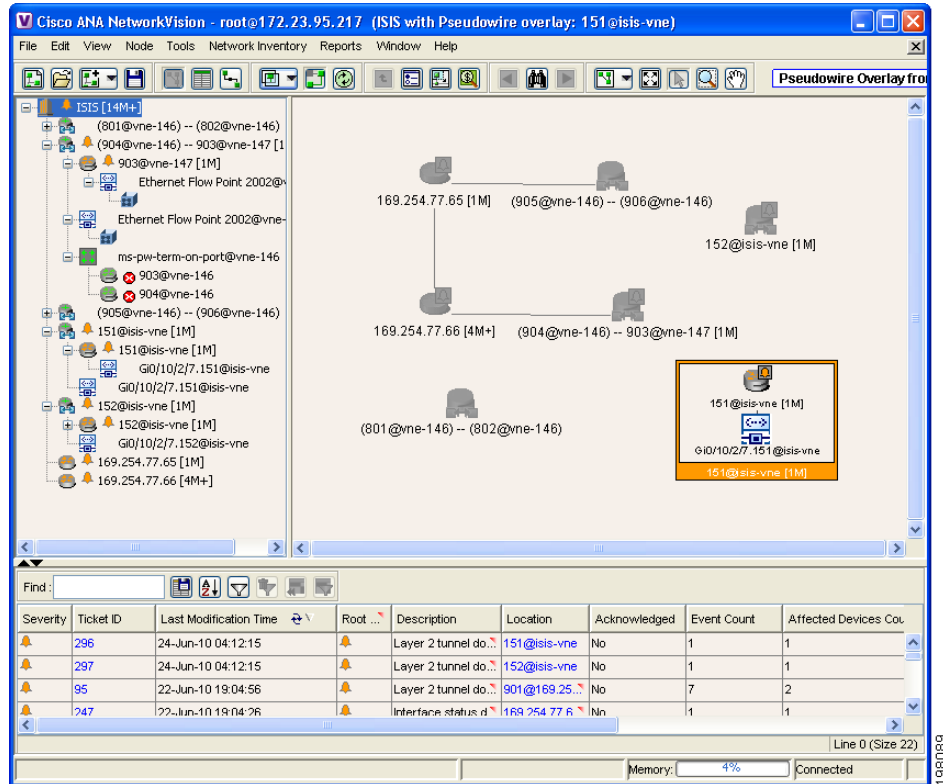 Cisco ANA NetworkVision - root@172.23.95.217 (ISIS with Pseudowire overlay: 151@isis-vne)
File Edit View Node Tools Network Inventory Reports Window Help
Pseudowire Overlay fro
ISIS [14M+]
(801@vne-146) -- (802@vne-146)
(904@vne-146) -- 903@vne-147 [1
903@vne-147 [1M]
Ethernet Flow Point 2002@v
Ethernet Flow Point 2002@vne-
ms-pw-term-on-port@vne-146
903@vne-146
904@vne-146
(905@vne-146) -- (906@vne-146)
151@isis-vne [1M]
151@isis-vne [1M]
Gi0/10/2/7.151@isis-vne
Gi0/10/2/7.151@isis-vne
152@isis-vne [1M]
152@isis-vne [1M]
Gi0/10/2/7.152@isis-vne
169.254.77.65 [1M]
169.254.77.66 [4M+]
169.254.77.65 [1M]
(905@vne-146) -- (906@vne-146)
152@isis-vne [1M]
169.254.77.66 [4M+]
(904@vne-146) -- 903@vne-147 [1M]
(801@vne-146) -- (802@vne-146)
151@isis-vne [1M]
Gi0/10/2/7.151@isis-vne
151@isis-vne [1M]
Find :
Severity Ticket ID Last Modification Time Root ... Description Location Acknowledged Event Count Affected Devices Cou
296 24-Jun-10 04:12:15 Layer 2 tunnel do... 151@isis-vne No 1 1
297 24-Jun-10 04:12:15 Layer 2 tunnel do... 152@isis-vne No 1 1
95 22-Jun-10 19:04:56 Layer 2 tunnel do... 901@169.25... No 7 2
247 22-Jun-10 19:04:26 Interface status d 169.254.77.6 No 1 1
Line 0 (Size 22)
Memory: 4% Connected
198089